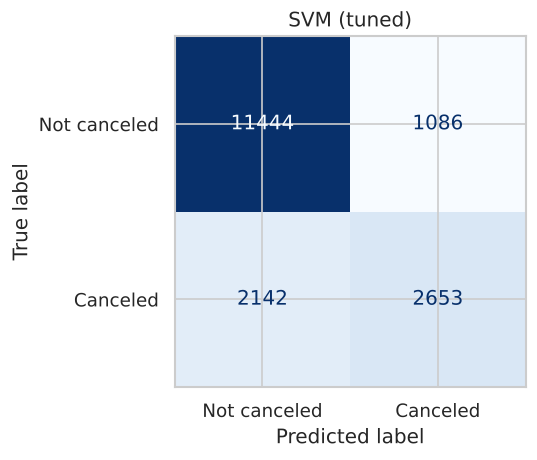 SVM (tuned)
True label
Not canceled
11444
1086
Canceled
2142
2653
Not canceled
Canceled
Predicted label